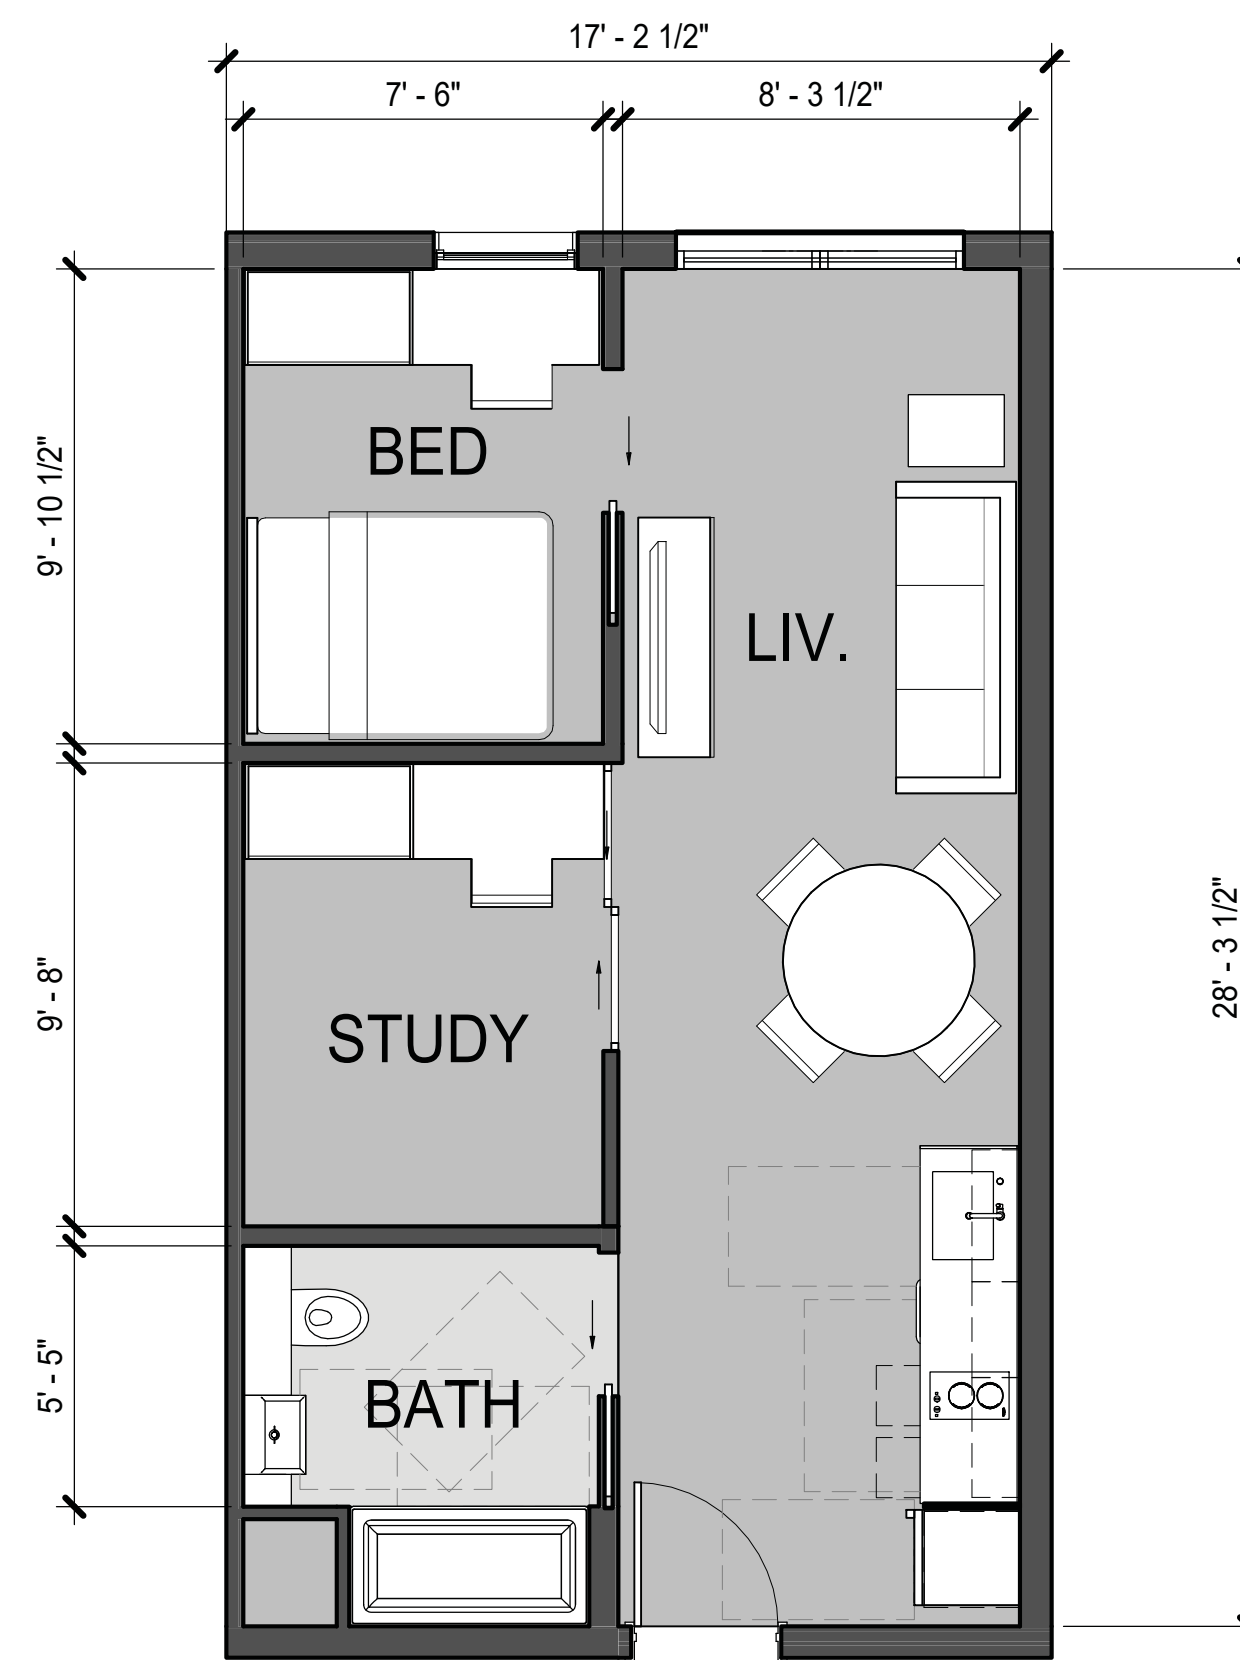 17' - 2 1/2"
7' - 6"
8' - 3 1/2"
9' - 10 1/2"
BED
LIV.
9' - 8"
28' - 3 1/2"
STUDY
5' - 5"
BATH